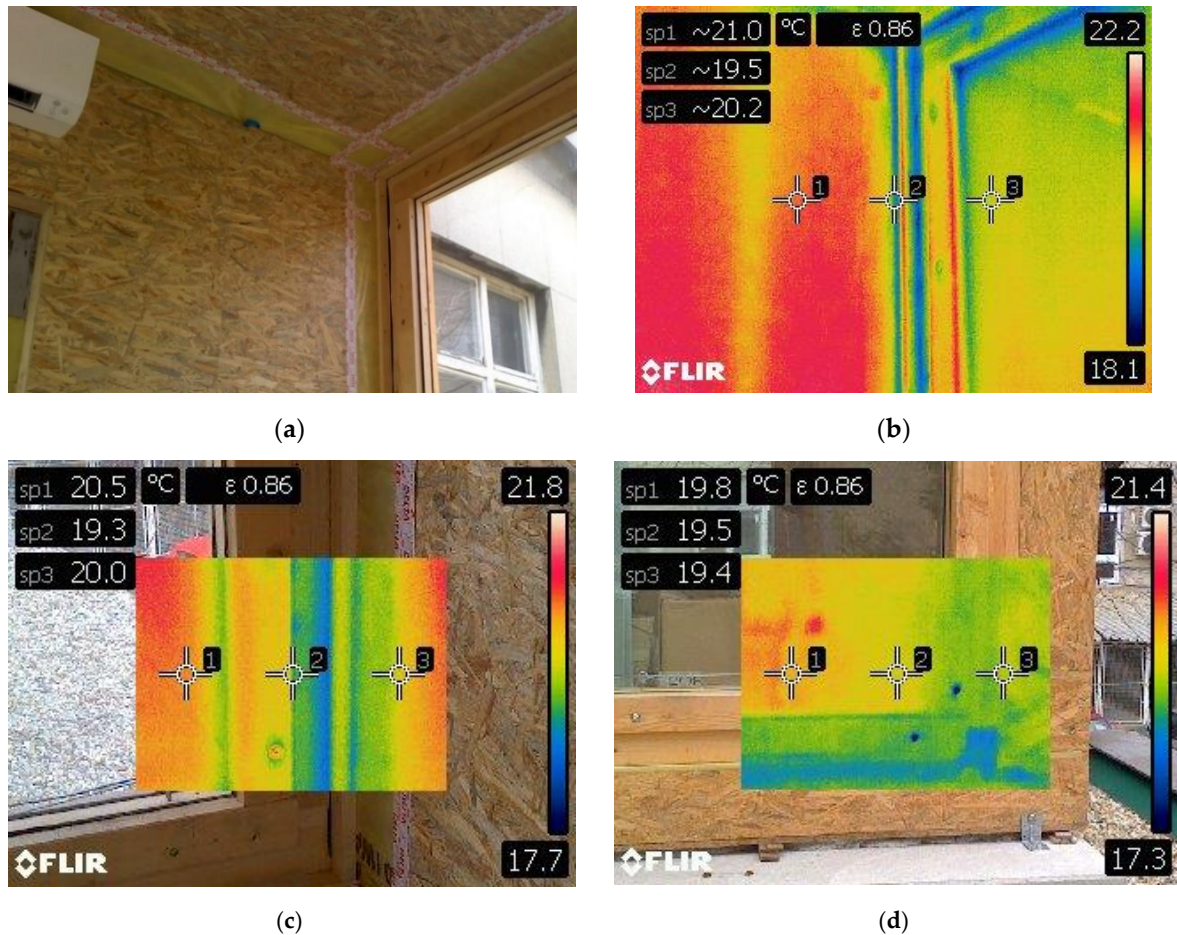 (a)
sp1 ~21.0 °C ε 0.86 22.2
sp2 ~19.5
sp3 ~20.2
1 2 3
18.1
FLIR
(b)
sp1 20.5 °C ε 0.86 21.8
sp2 19.3
sp3 20.0
1 2 3
17.7
FLIR
(c)
sp1 19.8 °C ε 0.86 21.4
sp2 19.5
sp3 19.4
1 2 3
17.3
FLIR
(d)